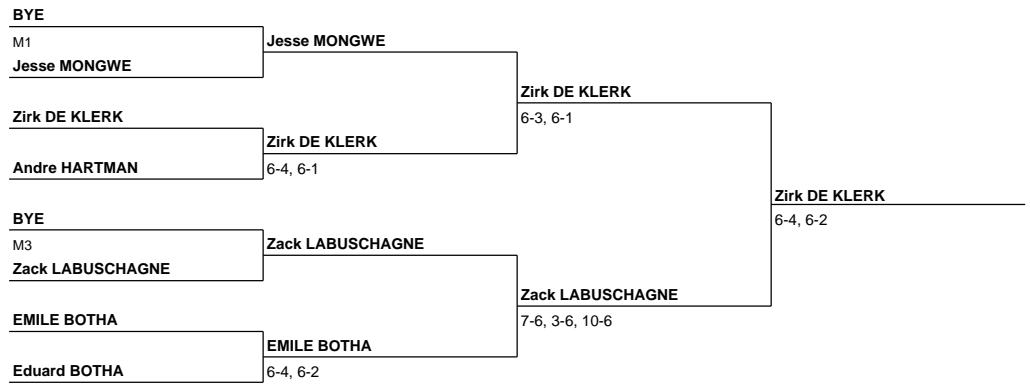 BYE
M1
Jesse MONGWE
Jesse MONGWE
Zirk DE KLERK
6-3, 6-1
Zirk DE KLERK
Zirk DE KLERK
6-4, 6-1
Andre HARTMAN
Zirk DE KLERK
6-4, 6-2
BYE
M3
Zack LABUSCHAGNE
Zack LABUSCHAGNE
Zack LABUSCHAGNE
7-6, 3-6, 10-6
EMILE BOTHA
EMILE BOTHA
6-4, 6-2
Eduard BOTHA